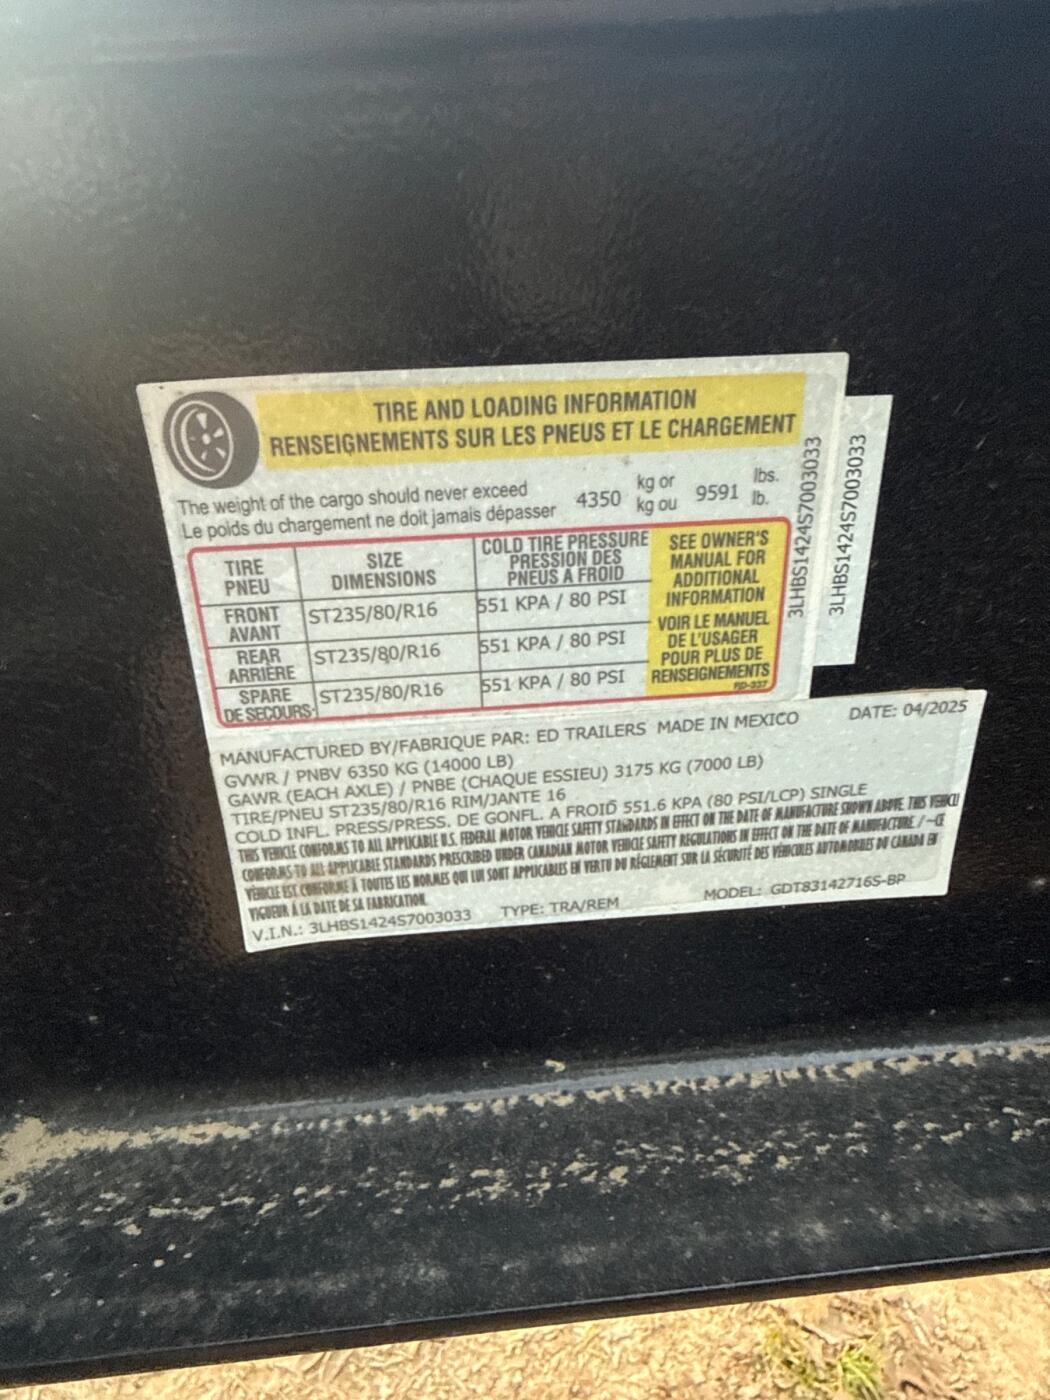 TIRE AND LOADING INFORMATION
RENSEIGNEMENTS SUR LES PNEUS ET LE CHARGEMENT
The weight of the cargo should never exceed 4350 kg or 9591 lbs.
Le poids du chargement ne doit jamais dépasser kg ou lb.
TIRE SIZE COLD TIRE PRESSURE
PNEU DIMENSIONS PRESSION DES
PNEUS A FROID
FRONT ST235/80/R16 551 KPA / 80 PSI
AVANT
REAR ST235/80/R16 551 KPA / 80 PSI
ARRIÈRE
SPARE ST235/80/R16 551 KPA / 80 PSI
DE SECOURS
SEE OWNER'S
MANUAL FOR
ADDITIONAL
INFORMATION
VOIR LE MANUEL
DE L'USAGER
POUR PLUS DE
RENSEIGNEMENTS
3LHBS1424S7003033
3LHBS1424S7003033
MANUFACTURED BY/FABRIQUE PAR: ED TRAILERS MADE IN MEXICO DATE: 04/2025
GVWR / PNBV 6350 KG (14000 LB)
GAWR (EACH AXLE) / PNBE (CHAQUE ESSIEU) 3175 KG (7000 LB)
TIRE/PNEU ST235/80/R16 RIM/JANTE 16
COLD INFL. PRESS/PRESS. DE GONFL. A FROID 551.6 KPA (80 PSI/LCP) SINGLE
THIS VEHICLE CONFORMS TO ALL APPLICABLE U.S. FEDERAL MOTOR VEHICLE SAFETY STANDARDS IN EFFECT ON THE DATE OF MANUFACTURE SHOWN ABOVE. THIS VEHICLE
CONFORMS TO ALL APPLICABLE STANDARDS PRESCRIBED UNDER CANADIAN MOTOR VEHICLE SAFETY REGULATIONS IN EFFECT ON THE DATE OF MANUFACTURE. / -CE
VÉHICULE EST CONFORME À TOUTES LES NORMES QUI LUI SONT APPLICABLES EN VERTU DU RÈGLEMENT SUR LA SÉCURITÉ DES VÉHICULES AUTOMOBILES DU CANADA EN
VIGUEUR À LA DATE DE SA FABRICATION.
V.I.N.: 3LHBS1424S7003033 TYPE: TRA/REM MODEL: GDT83142716S-BP